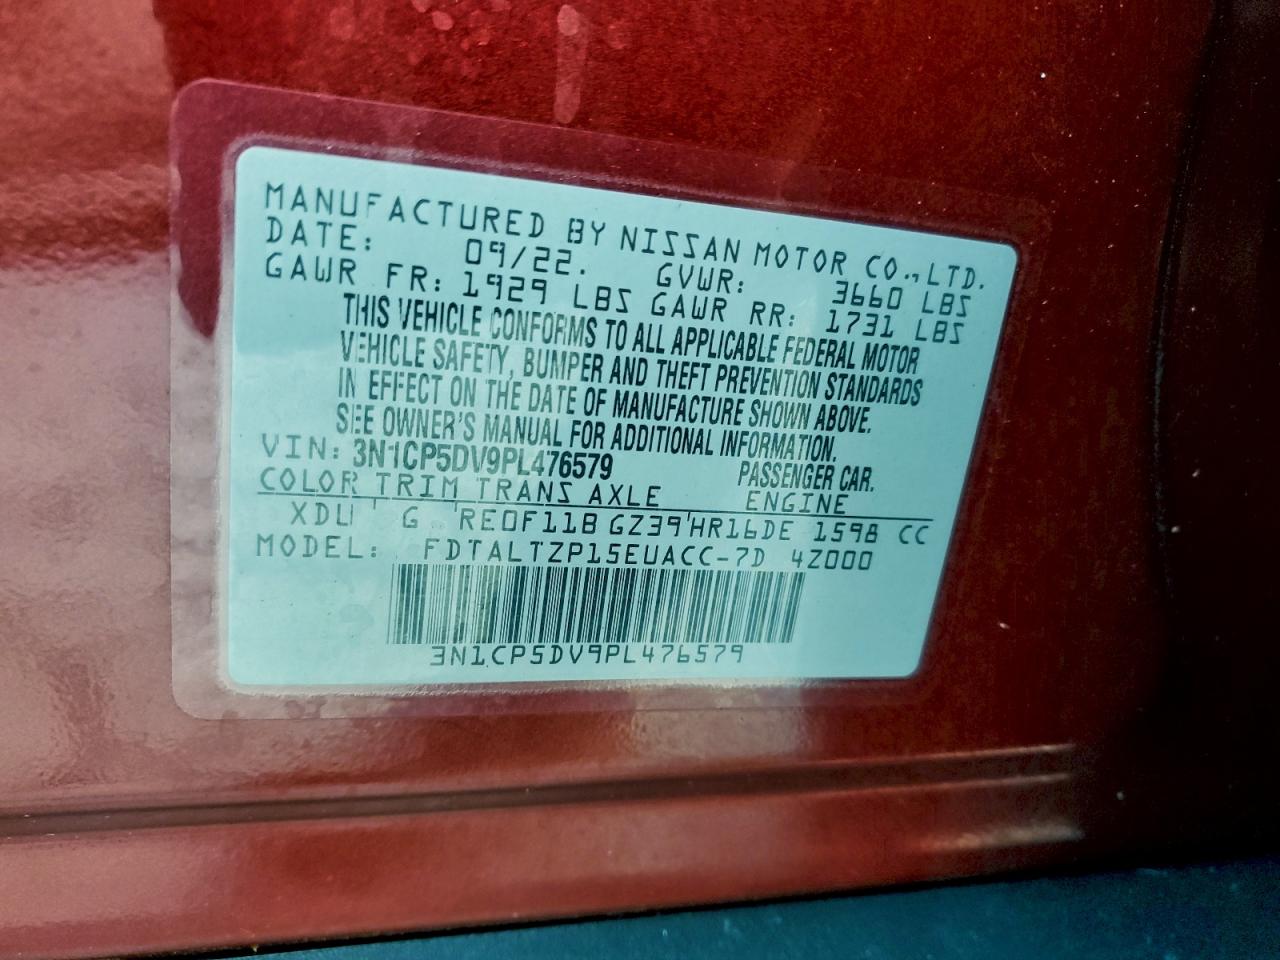 MANUFACTURED BY NISSAN MOTOR CO., LTD.
DATE: 09/22. GVWR: 3660 LBS
GAWR FR: 1929 LBS GAWR RR: 1731 LBS
THIS VEHICLE CONFORMS TO ALL APPLICABLE FEDERAL MOTOR
VEHICLE SAFETY, BUMPER AND THEFT PREVENTION STANDARDS
IN EFFECT ON THE DATE OF MANUFACTURE SHOWN ABOVE.
SEE OWNER'S MANUAL FOR ADDITIONAL INFORMATION.
VIN: 3N1CP5DV9PL476579 PASSENGER CAR.
COLOR TRIM TRANS AXLE ENGINE
XDU G RE0F11B GZ39 HR16DE 1598 CC
MODEL: FDTALTZP15EUACC-7D 4Z000
3N1CP5DV9PL476579